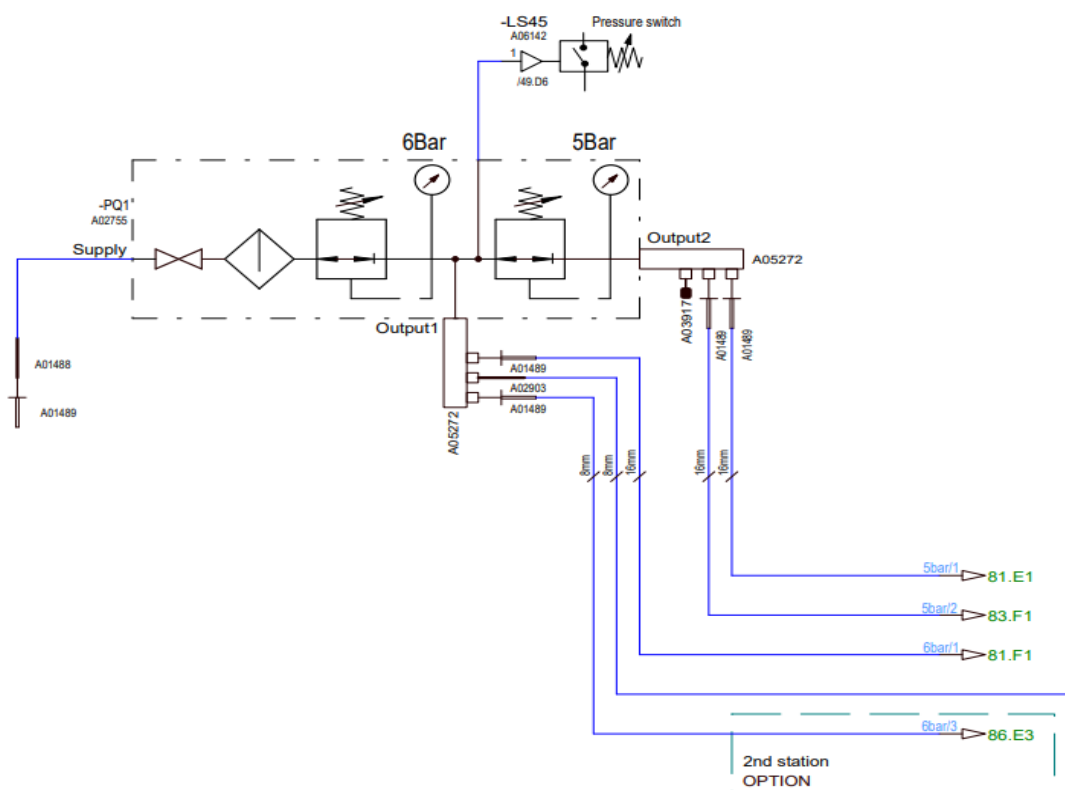 -LS45
A06142
Pressure switch
1
/49.D6
6Bar
5Bar
-PQ1
A02755
Supply
Output2
A05272
A03917
A01489
A01489
Output1
A01488
A01489
A01489
A02903
A01489
A05272
8mm
8mm
16mm
16mm
16mm
5bar/1
81.E1
5bar/2
83.F1
6bar/1
81.F1
6bar/3
86.E3
2nd station
OPTION